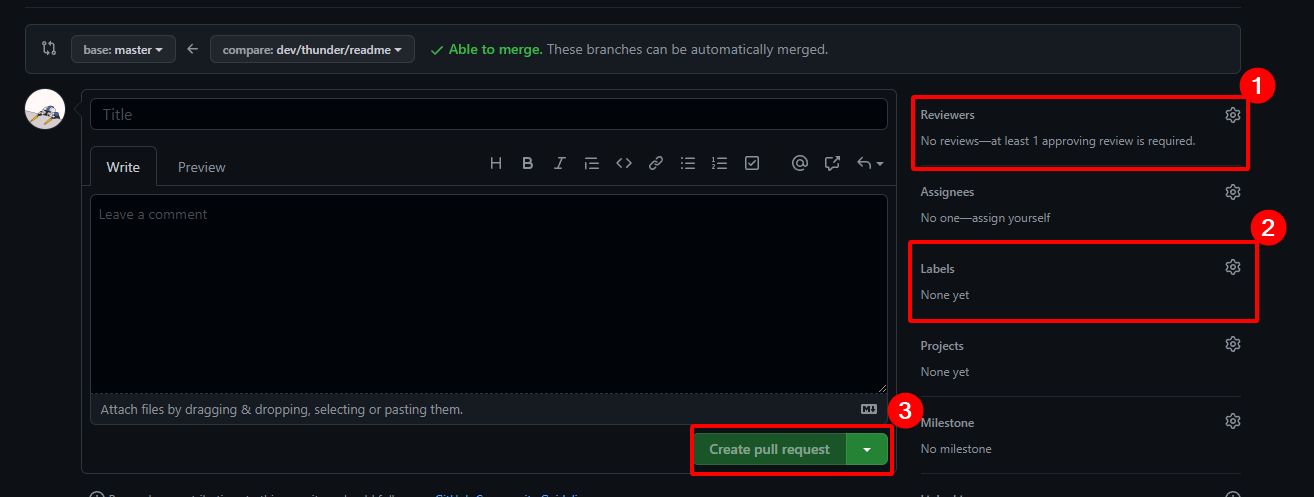 base: master
compare: dev/thunder/readme
Able to merge. These branches can be automatically merged.
1
Title
Reviewers
No reviews—at least 1 approving review is required.
Write
Preview
H B I
Assignees
No one—assign yourself
2
Leave a comment
Labels
None yet
Projects
None yet
Attach files by dragging & dropping, selecting or pasting them.
3
Create pull request
Milestone
No milestone